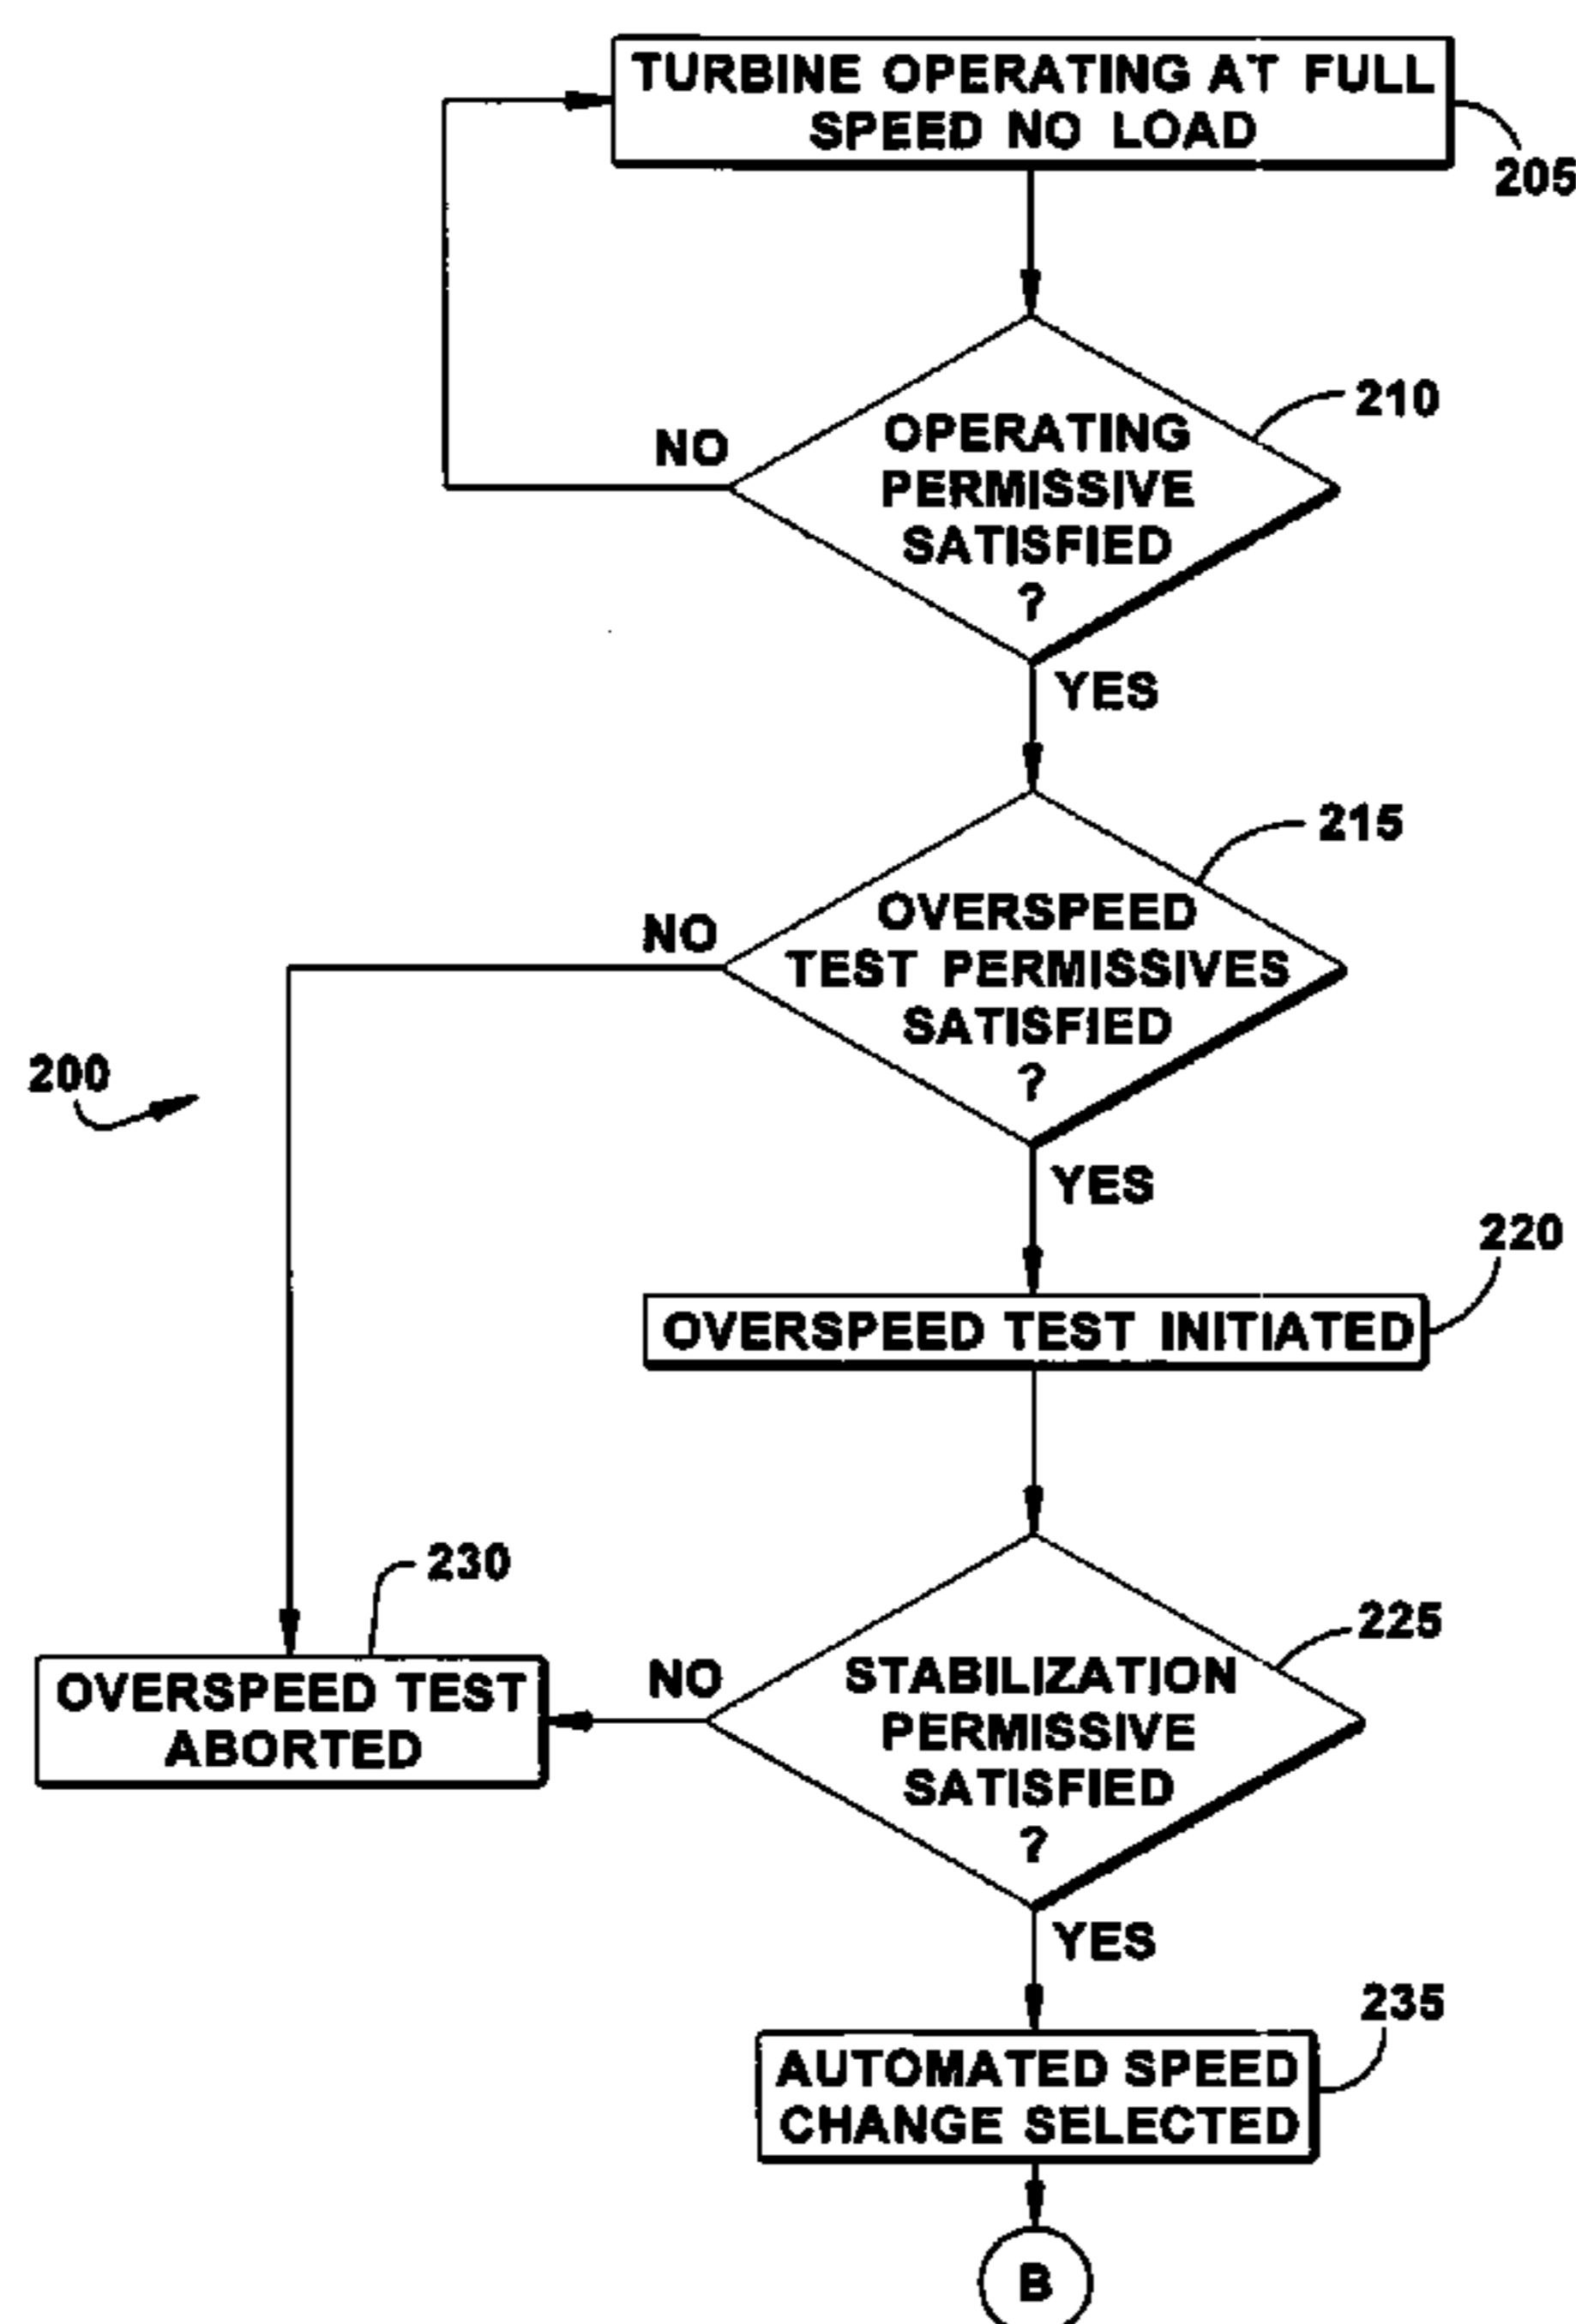 TURBINE OPERATING AT FULL
SPEED NO LOAD
205
210
NO
OPERATING
PERMISSIVE
SATISFIED
?
YES
215
NO
OVERSPEED
TEST PERMISSIVES
SATISFIED
?
200
YES
220
OVERSPEED TEST INITIATED
230
225
OVERSPEED TEST
ABORTED
NO
STABILIZATION
PERMISSIVE
SATISFIED
?
YES
235
AUTOMATED SPEED
CHANGE SELECTED
B